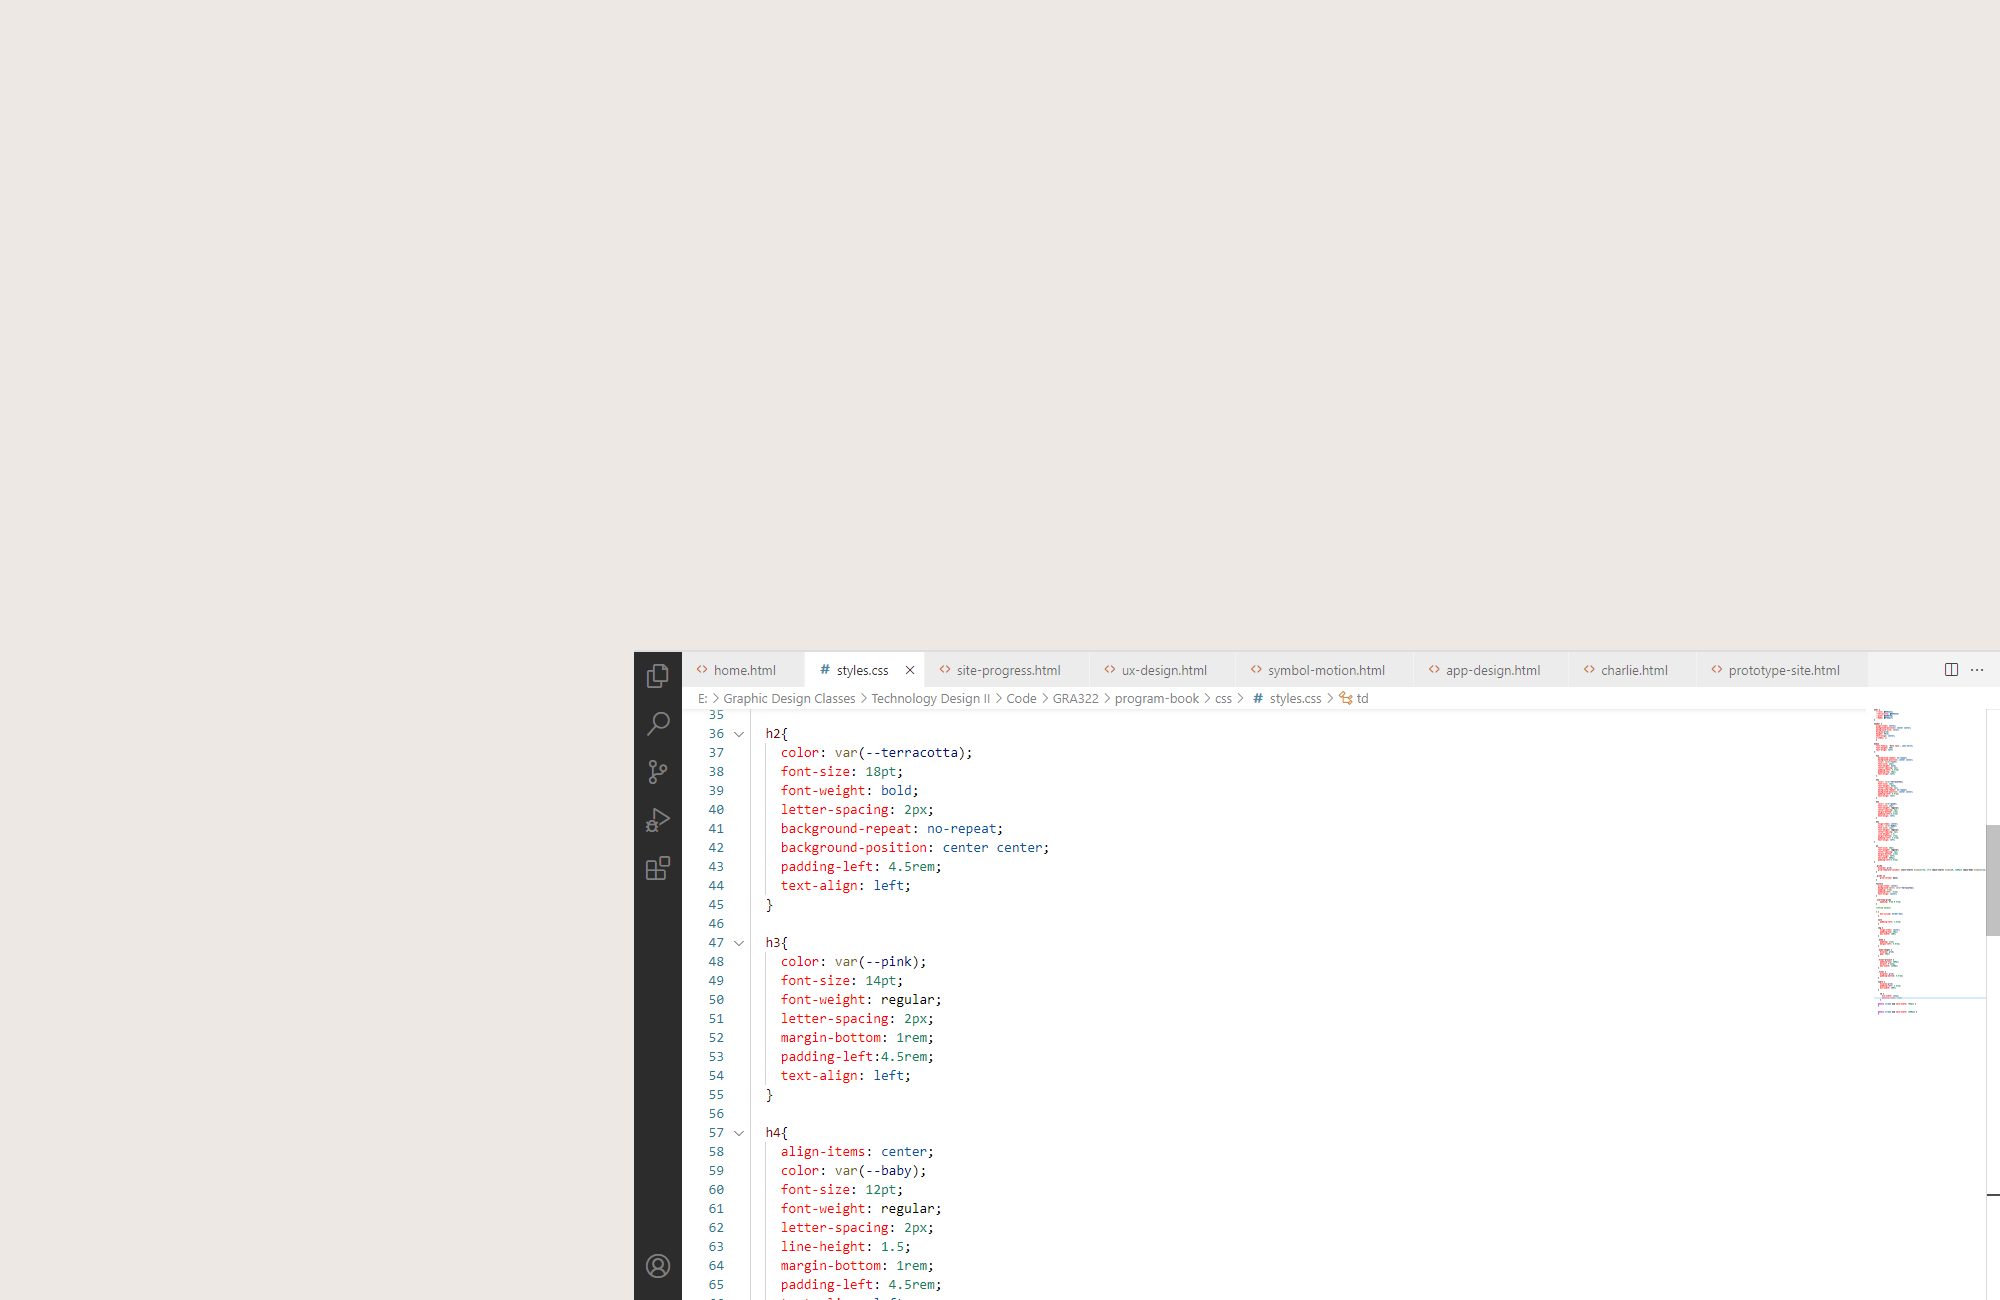 home.html styles.css site-progress.html ux-design.html symbol-motion.html app-design.html charlie.html prototype-site.html
E: > Graphic Design Classes > Technology Design II > Code > GRA322 > program-book > css > # styles.css > td
35
36 h2{
37 color: var(--terracotta);
38 font-size: 18pt;
39 font-weight: bold;
40 letter-spacing: 2px;
41 background-repeat: no-repeat;
42 background-position: center center;
43 padding-left: 4.5rem;
44 text-align: left;
45 }
46
47 h3{
48 color: var(--pink);
49 font-size: 14pt;
50 font-weight: regular;
51 letter-spacing: 2px;
52 margin-bottom: 1rem;
53 padding-left:4.5rem;
54 text-align: left;
55 }
56
57 h4{
58 align-items: center;
59 color: var(--baby);
60 font-size: 12pt;
61 font-weight: regular;
62 letter-spacing: 2px;
63 line-height: 1.5;
64 margin-bottom: 1rem;
65 padding-left: 4.5rem;